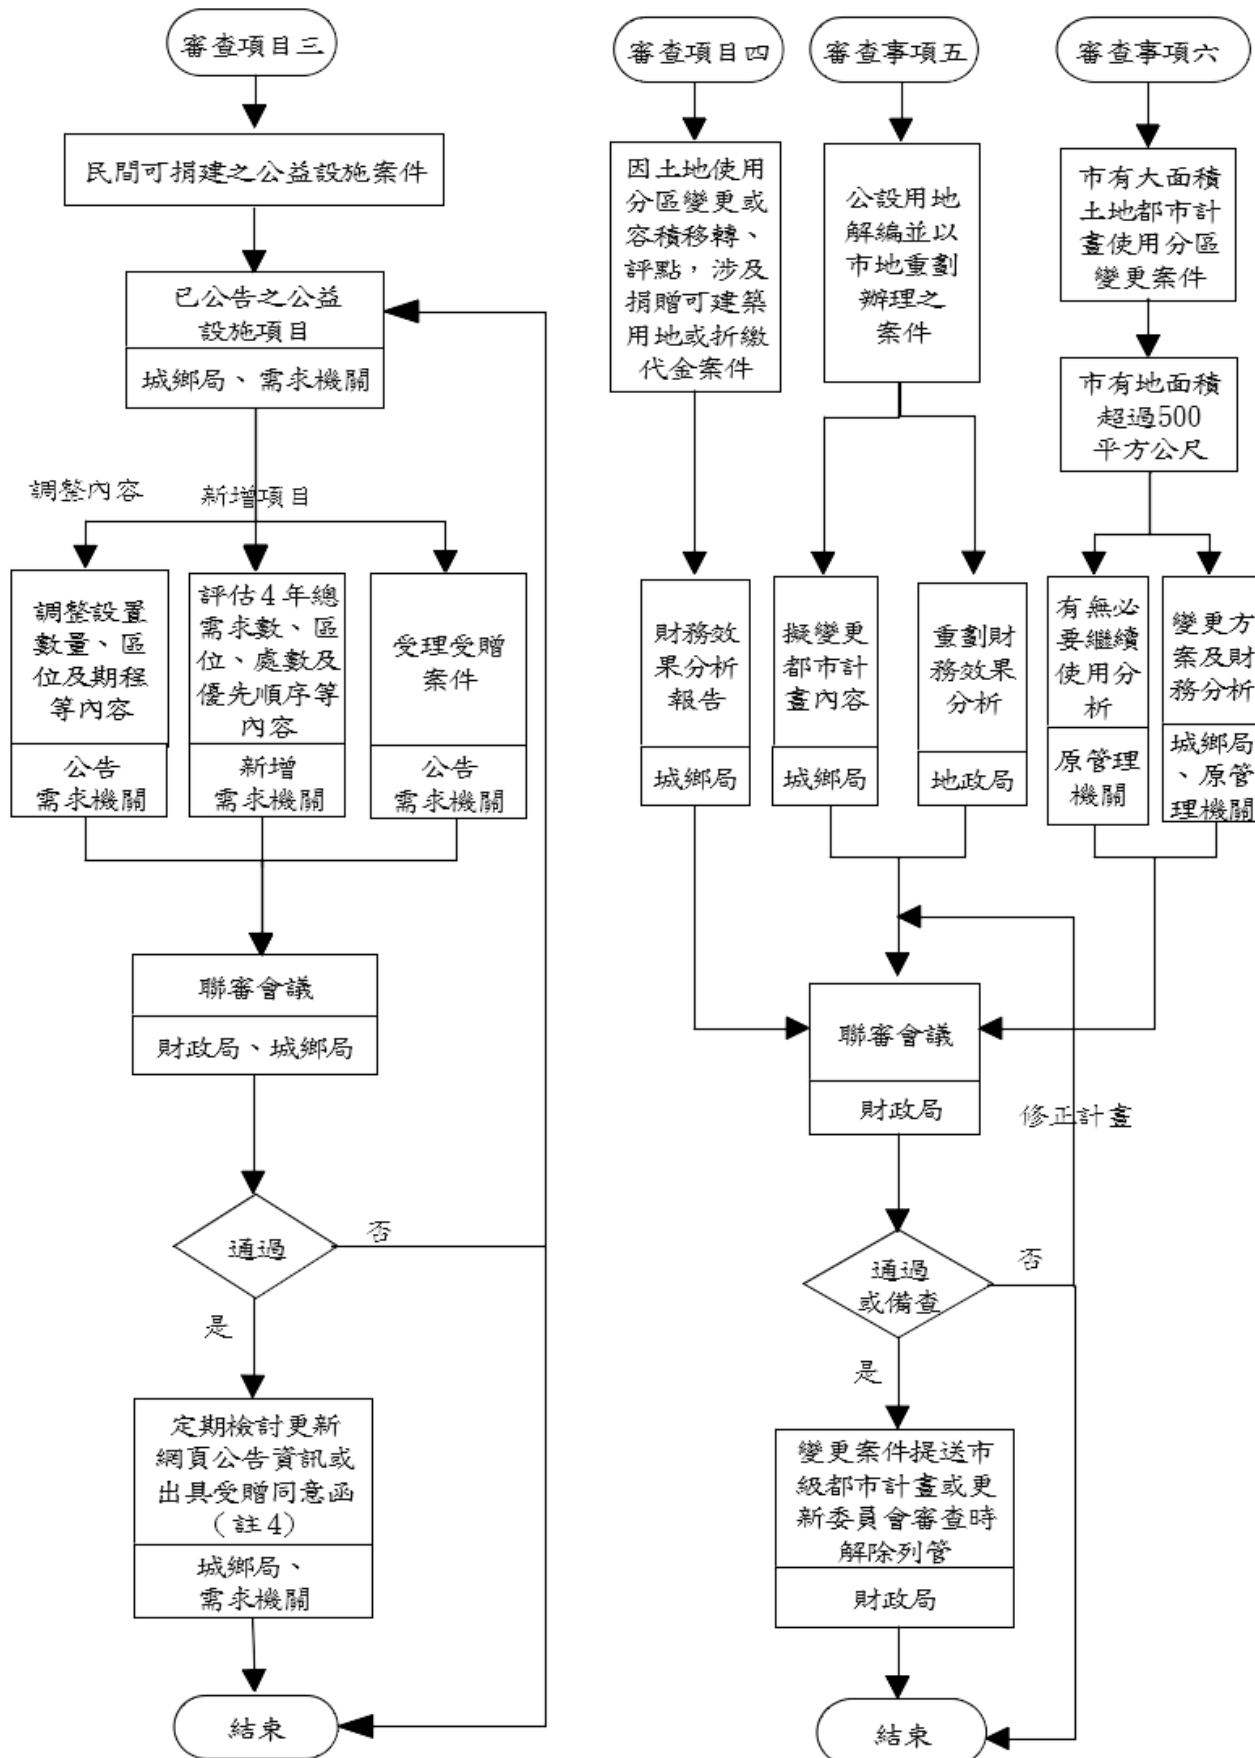 審查項目三
民間可捐建之公益設施案件
已公告之公益
設施項目
城鄉局、需求機關
調整內容
新增項目
調整設置
數量、區
位及期程
等內容
公告
需求機關
評估4年總
需求數、區
位、處數及
優先順序等
內容
新增
需求機關
受理受贈
案件
公告
需求機關
聯審會議
財政局、城鄉局
通過
否
是
定期檢討更新
網頁公告資訊或
出具受贈同意函
(註4)
城鄉局、
需求機關
結束
審查項目四
因土地使用
分區變更或
容積移轉、
評點,涉及
捐贈可建築
用地或折繳
代金案件
財務效
果分析
報告
城鄉局
審查事項五
公設用地
解編並以
市地重劃
辦理之
案件
擬變更
都市計
畫內容
城鄉局
重劃財
務效果
分析
地政局
審查事項六
市有大面積
土地都市計
畫使用分區
變更案件
市有地面積
超過500
平方公尺
有無必
要繼續
使用分
析
原管理
機關
變更方
案及財
務分析
城鄉局
、原管
理機關
聯審會議
財政局
修正計畫
通過
或備查
否
是
變更案件提送市
級都市計畫或更
新委員會審查時
解除列管
財政局
結束